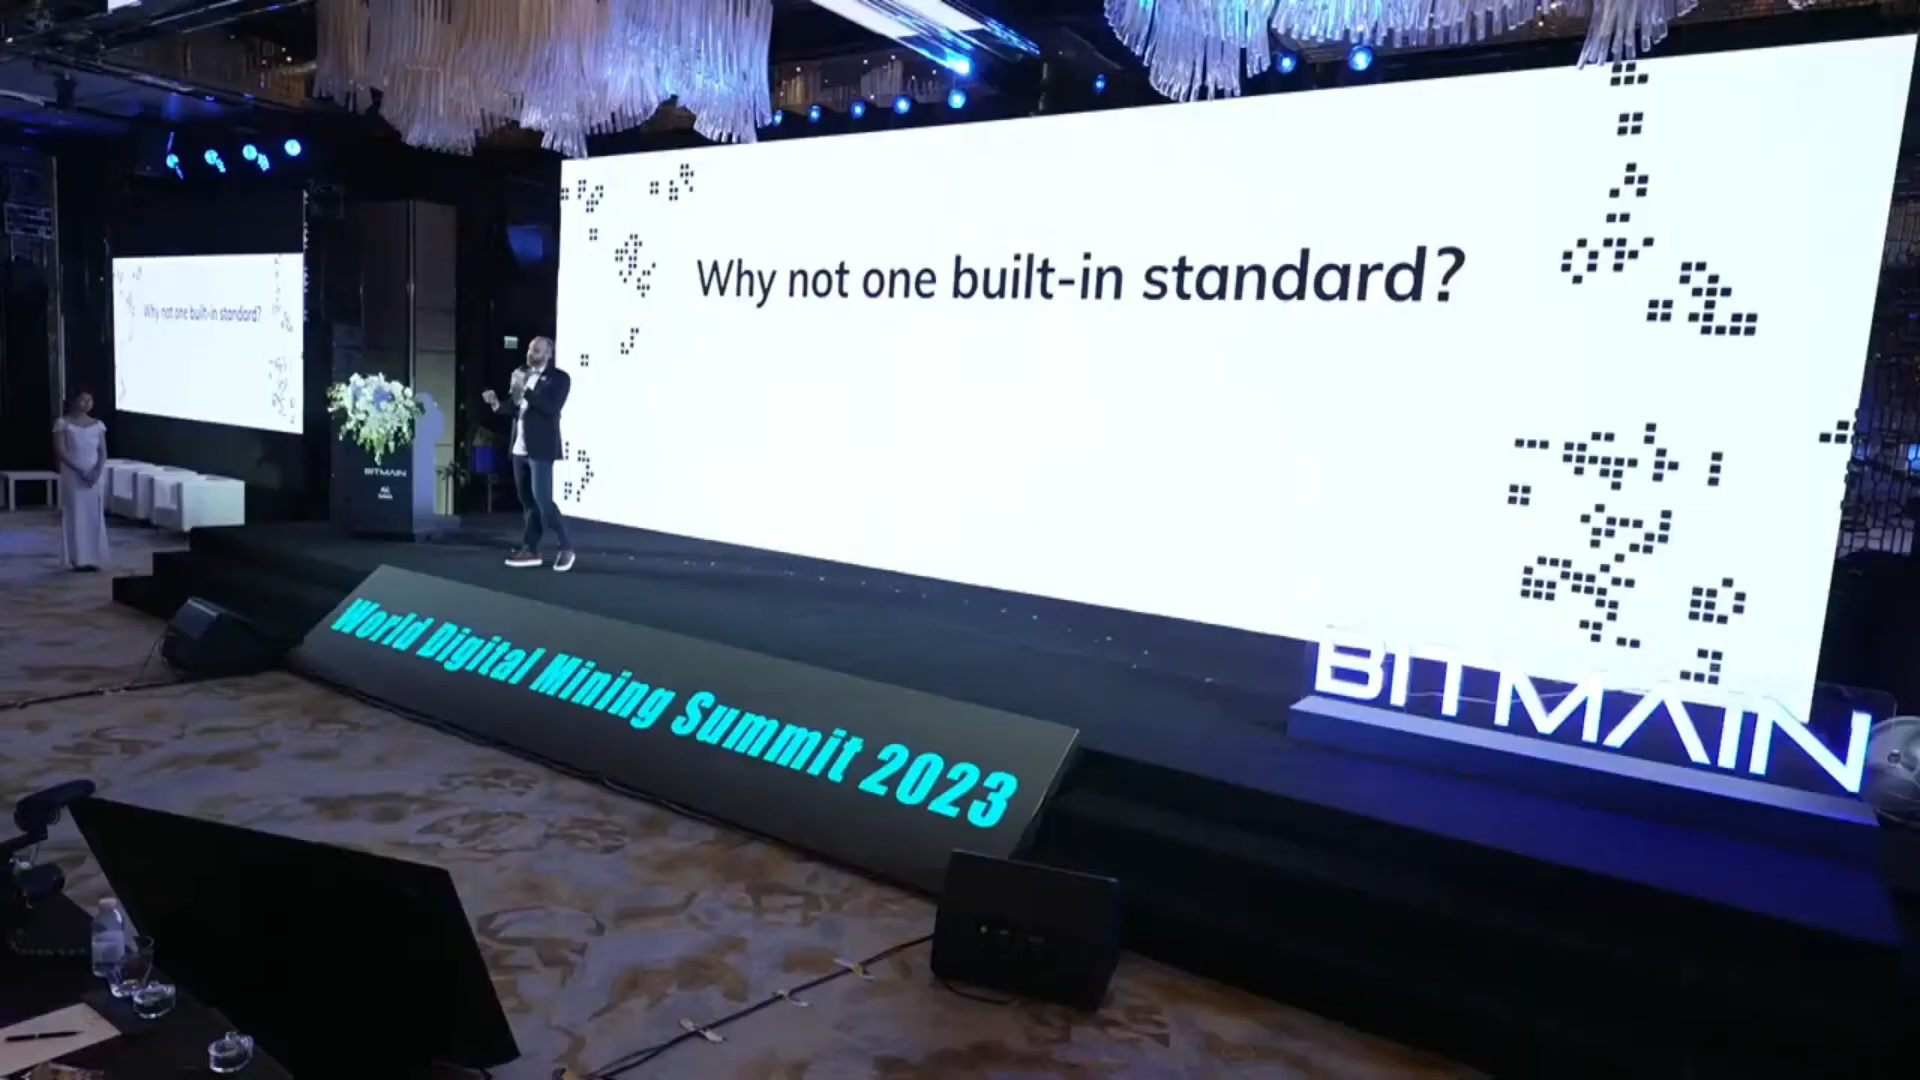 Why not one built-in standard?
Why not one built-in standard?
BITMAIN
World Digital Mining Summit 2023
BITMAIN